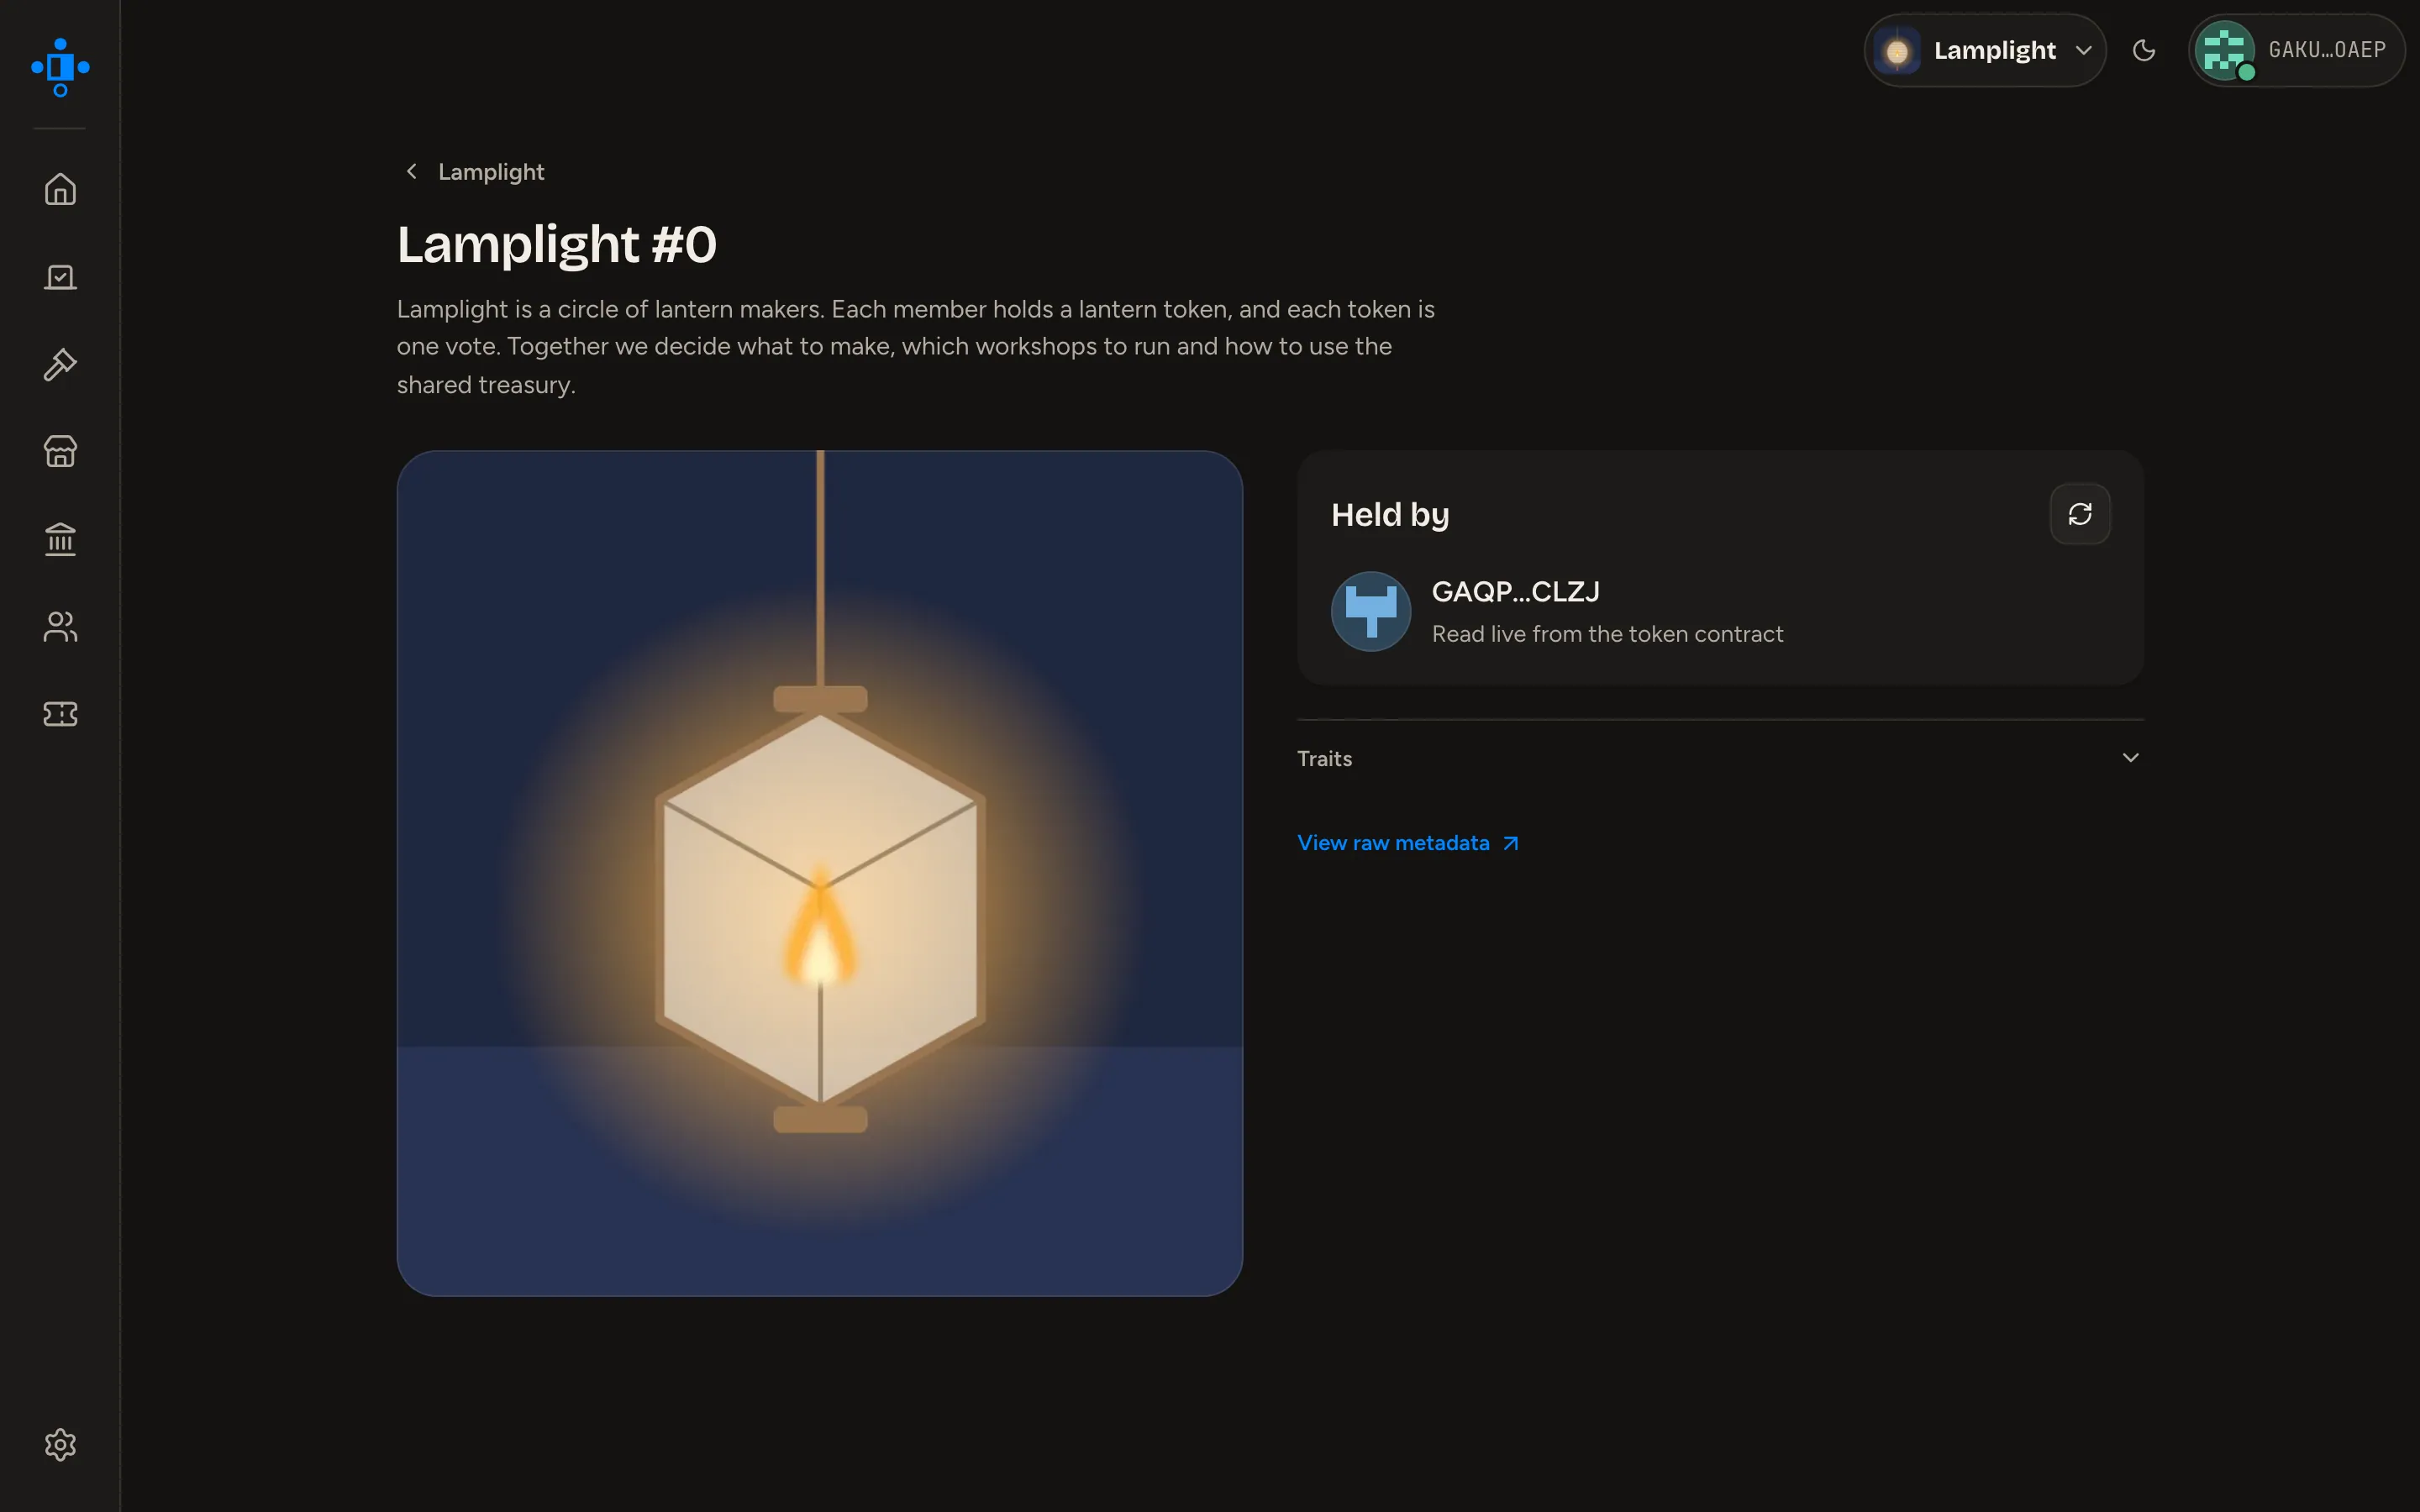 Lamplight
GAKU...OAEP
Lamplight
Lamplight #0
Lamplight is a circle of lantern makers. Each member holds a lantern token, and each token is
one vote. Together we decide what to make, which workshops to run and how to use the
shared treasury.
Held by
GAQP...CLZJ
Read live from the token contract
Traits
View raw metadata